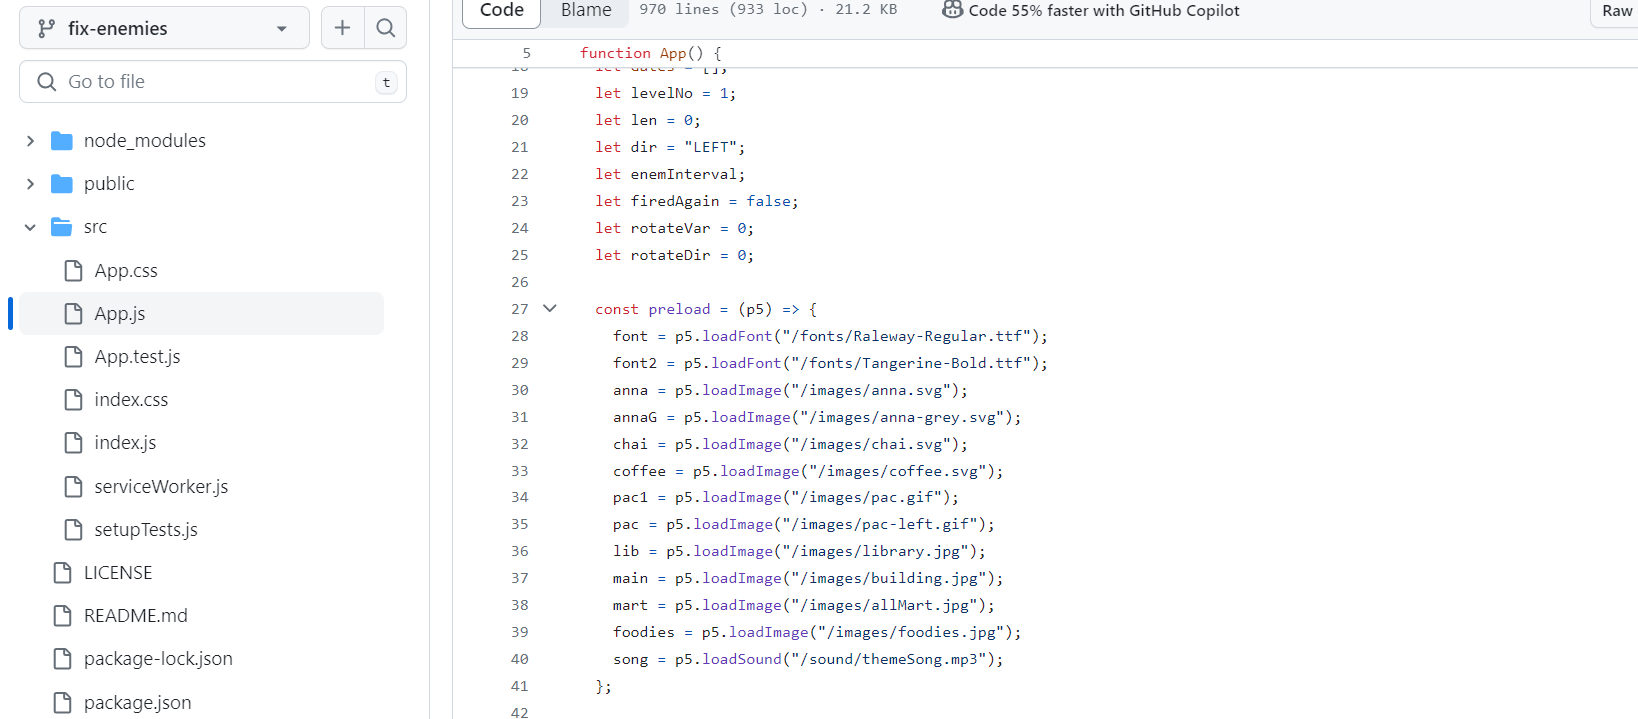 fix-enemies
Go to file
t
node_modules
public
src
App.css
App.js
App.test.js
index.css
index.js
serviceWorker.js
setupTests.js
LICENSE
README.md
package-lock.json
package.json
Code Blame 970 lines (933 loc) · 21.2 KB Code 55% faster with GitHub Copilot Raw
5 function App() {
18 let dates = [];
19 let levelNo = 1;
20 let len = 0;
21 let dir = "LEFT";
22 let enemInterval;
23 let firedAgain = false;
24 let rotateVar = 0;
25 let rotateDir = 0;
26
27 const preload = (p5) => {
28 font = p5.loadFont("/fonts/Raleway-Regular.ttf");
29 font2 = p5.loadFont("/fonts/Tangerine-Bold.ttf");
30 anna = p5.loadImage("/images/anna.svg");
31 annaG = p5.loadImage("/images/anna-grey.svg");
32 chai = p5.loadImage("/images/chai.svg");
33 coffee = p5.loadImage("/images/coffee.svg");
34 pac1 = p5.loadImage("/images/pac.gif");
35 pac = p5.loadImage("/images/pac-left.gif");
36 lib = p5.loadImage("/images/library.jpg");
37 main = p5.loadImage("/images/building.jpg");
38 mart = p5.loadImage("/images/allMart.jpg");
39 foodies = p5.loadImage("/images/foodies.jpg");
40 song = p5.loadSound("/sound/themeSong.mp3");
41 };
42